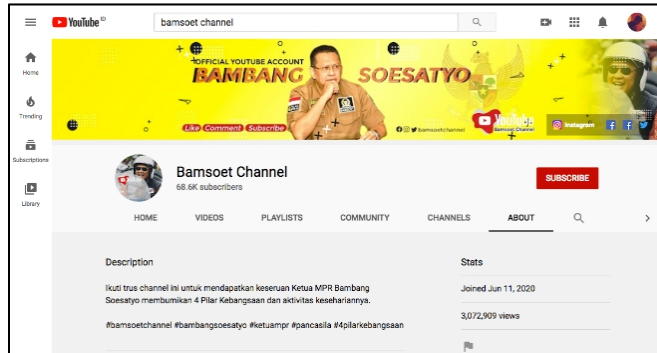 YouTube ID
bamsoet channel
Home
Trending
Subscriptions
Library
OFFICIAL YOUTUBE ACCOUNT
BAMBANG SOESATYO
Like Comment Subscribe
bamsoetchannel
YouTube
Bamsoet Channel
Instagram
Bamsoet Channel
68.6K subscribers
SUBSCRIBE
HOME VIDEOS PLAYLISTS COMMUNITY CHANNELS ABOUT
Description
Ikuti trus channel ini untuk mendapatkan keseruan Ketua MPR Bambang
Soesatyo membumikan 4 Pilar Kebangsaan dan aktivitas kesehariannya.
#bamsoetchannel #bambangsoesatyo #ketuampr #pancasila #4pilarkebangsaan
Stats
Joined Jun 11, 2020
3,072,909 views